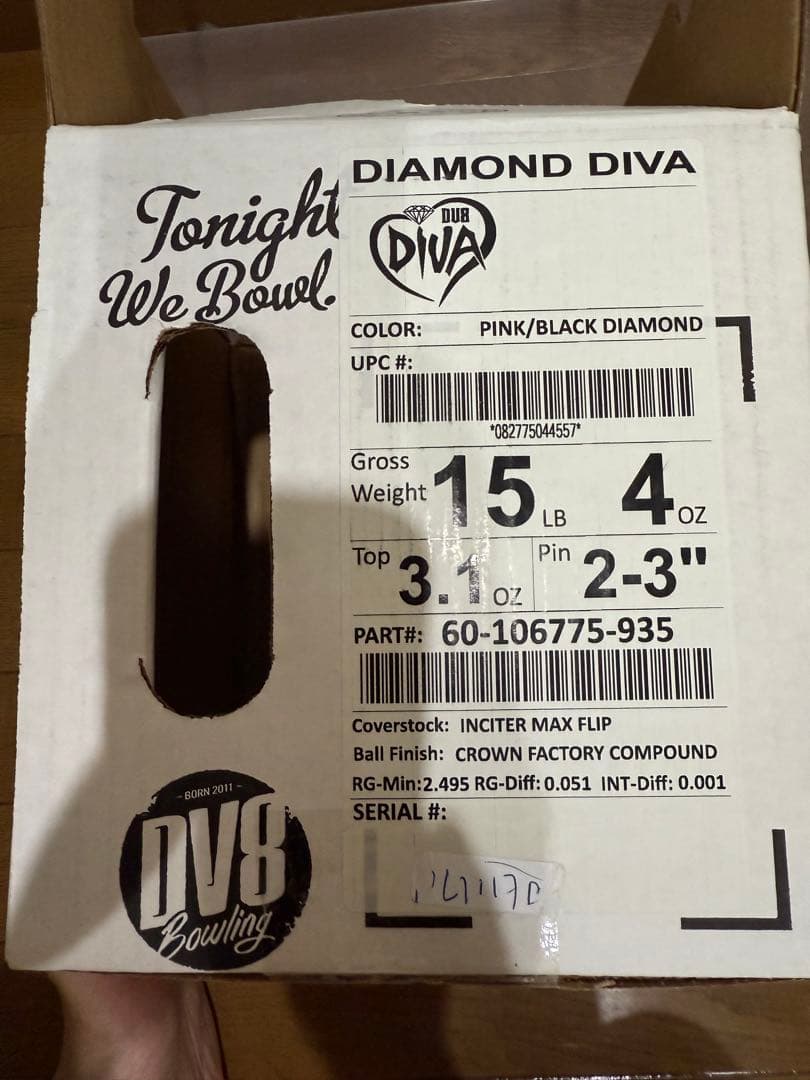 Tonight
We Bowl.
DIAMOND DIVA
DV8
DIVA
COLOR: PINK/BLACK DIAMOND
UPC #:
*082775044557*
Gross
Weight 15 LB 4 OZ
Top 3.1 OZ Pin 2-3"
PART#: 60-106775-935
Coverstock: INCITER MAX FLIP
Ball Finish: CROWN FACTORY COMPOUND
RG-Min:2.495 RG-Diff: 0.051 INT-Diff: 0.001
SERIAL #:
- BORN 2011 -
DV8
Bowling